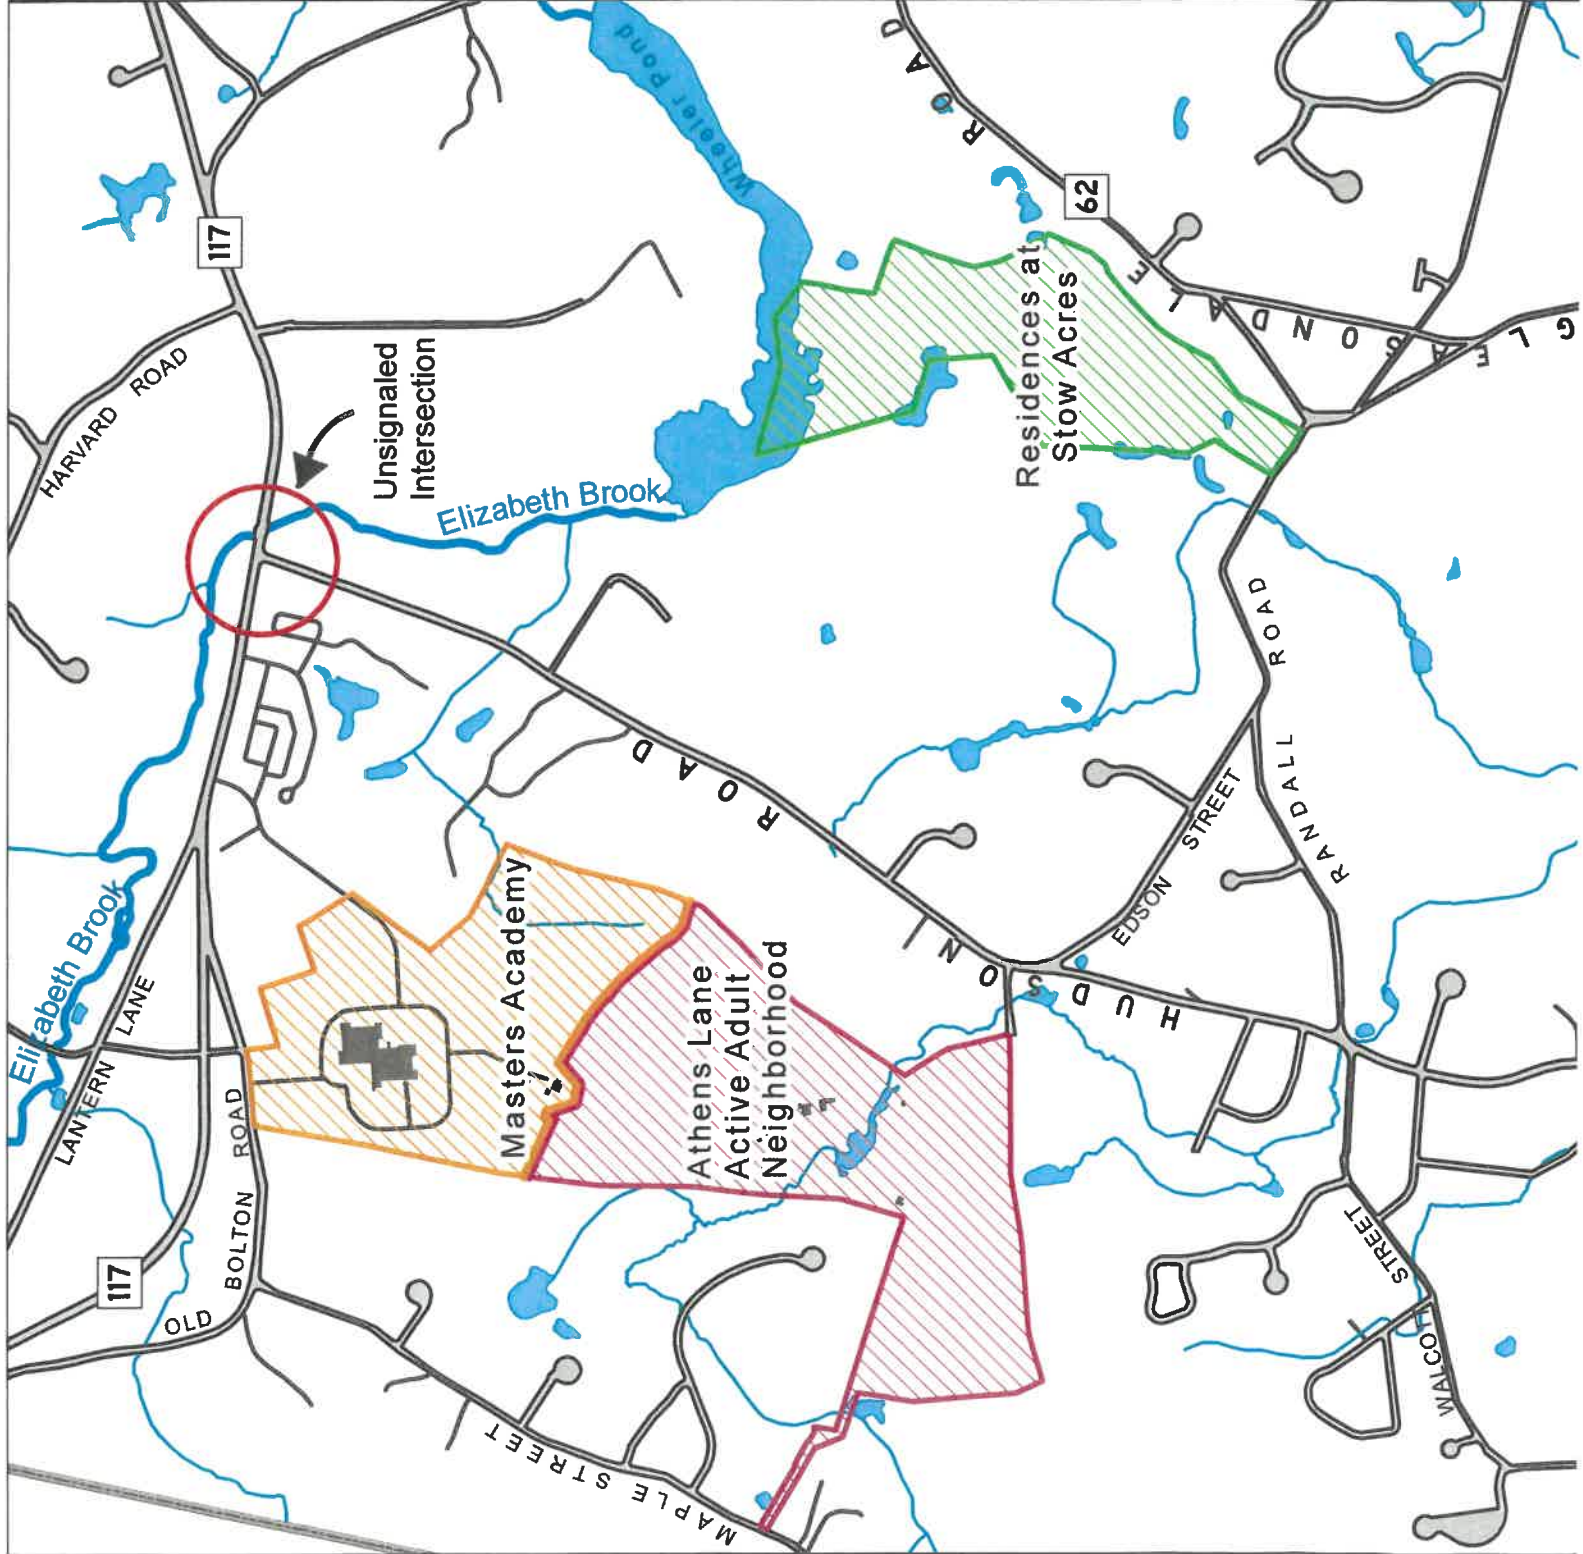 Wheeler Pond
117
HARVARD ROAD
Unsignaled
Intersection
Elizabeth Brook
Elizabeth Brook
LANTERN LANE
117
OLD BOLTON ROAD
MAPLE STREET
Masters Academy
Athens Lane
Active Adult
Neighborhood
HUDSON ROAD
EDSON STREET
RANDALL ROAD
WALCOTT STREET
Residences at
Stow Acres
62
GLEASONDALE ROAD